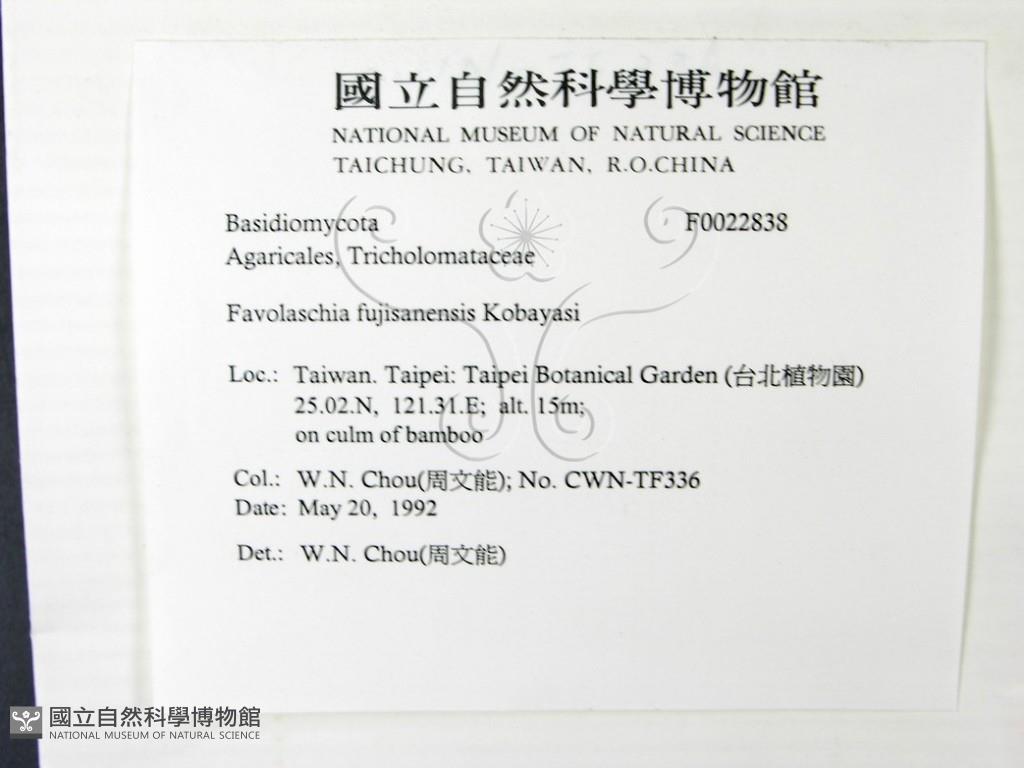 國立自然科學博物館
NATIONAL MUSEUM OF NATURAL SCIENCE
TAICHUNG, TAIWAN, R.O.CHINA
Basidiomycota F0022838
Agaricales, Tricholomataceae
Favolaschia fujisanensis Kobayasi
Loc.: Taiwan. Taipei: Taipei Botanical Garden (台北植物園)
25.02.N, 121.31.E; alt. 15m;
on culm of bamboo
Col.: W.N. Chou(周文能); No. CWN-TF336
Date: May 20, 1992
Det.: W.N. Chou(周文能)
國立自然科學博物館
NATIONAL MUSEUM OF NATURAL SCIENCE